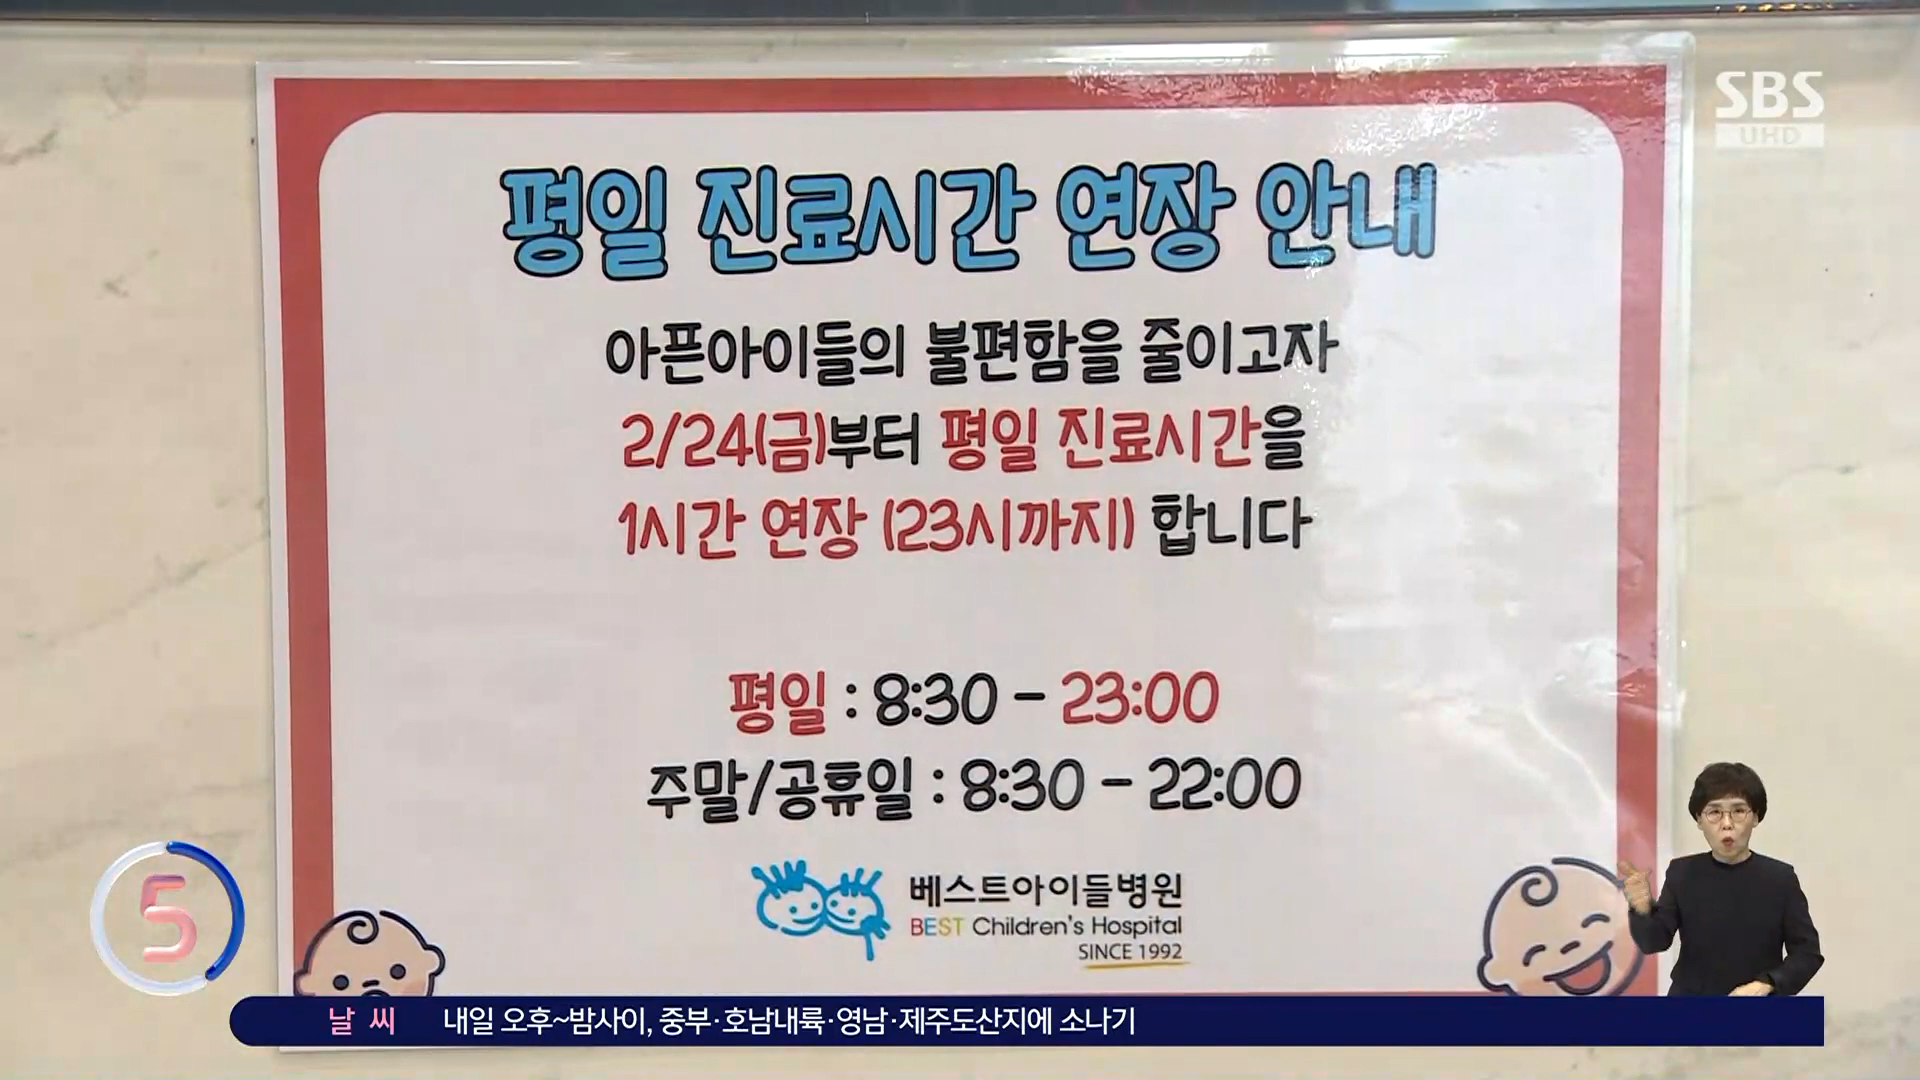 SBS
UHD
평일 진료시간 연장 안내
아픈아이들의 불편함을 줄이고자
2/24(금)부터 평일 진료시간을
1시간 연장 (23시까지) 합니다
평일 : 8:30 - 23:00
주말/공휴일 : 8:30 - 22:00
베스트아이들병원
BEST Children's Hospital
SINCE 1992
5
날 씨 내일 오후~밤사이, 중부·호남내륙·영남·제주도산지에 소나기